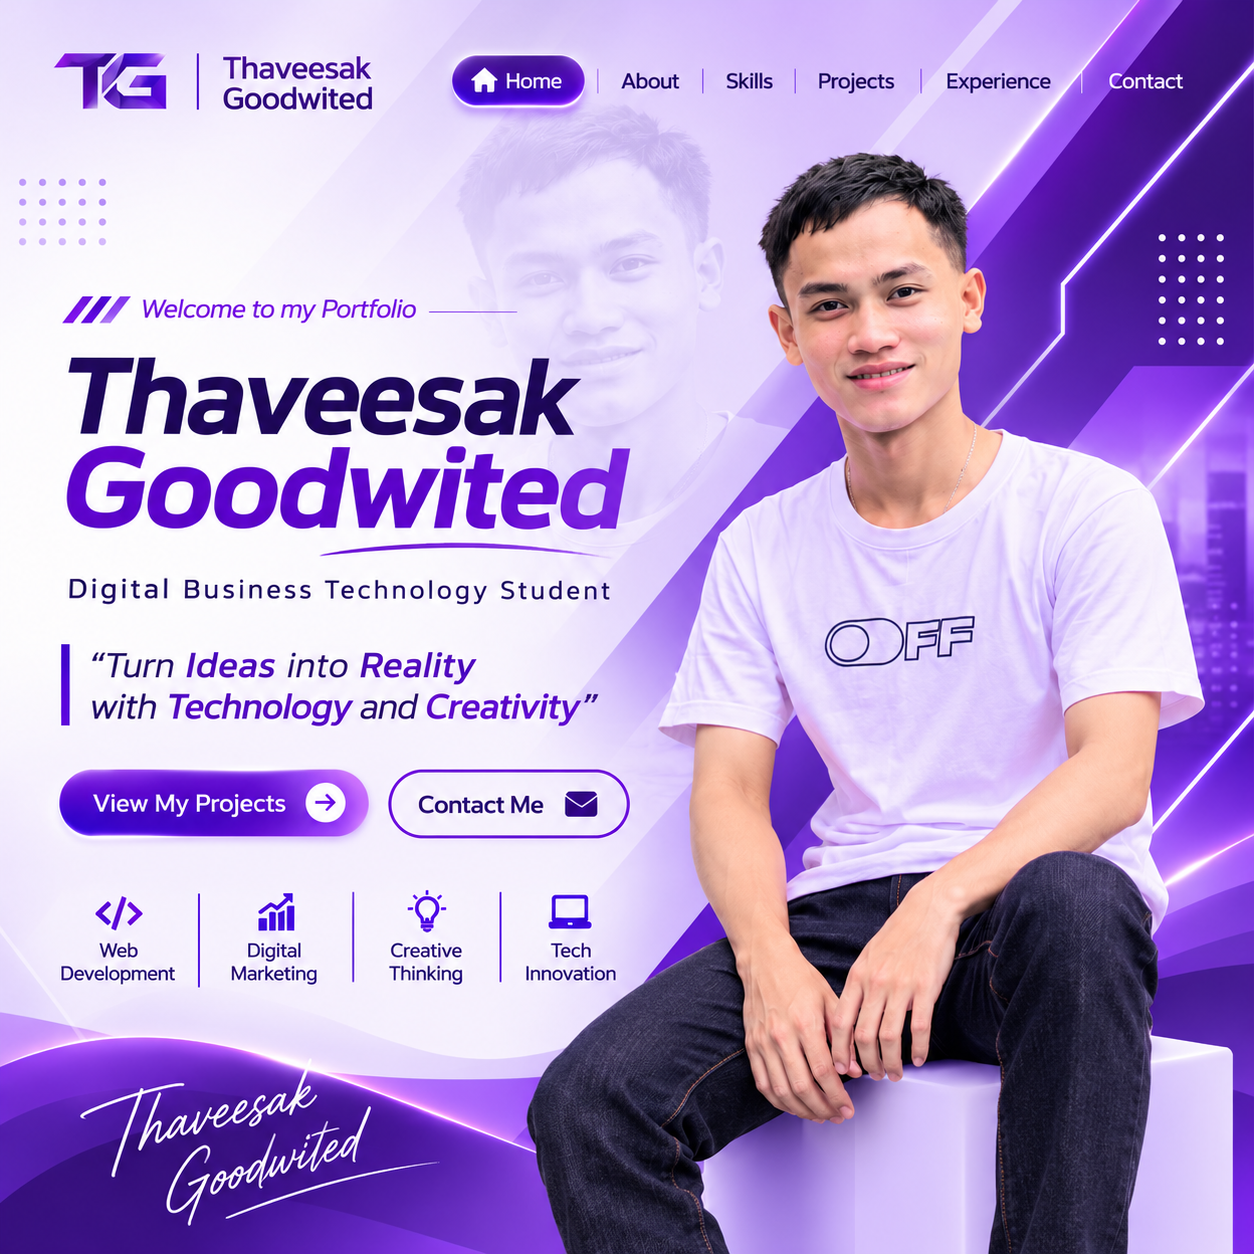 TG
Thaveesak
Goodwited
Home
About
Skills
Projects
Experience
Contact
Welcome to my Portfolio
Thaveesak
Goodwited
Digital Business Technology Student
“Turn Ideas into Reality
with Technology and Creativity”
View My Projects
Contact Me
Web
Development
Digital
Marketing
Creative
Thinking
Tech
Innovation
OFF
Thaveesak
Goodwited